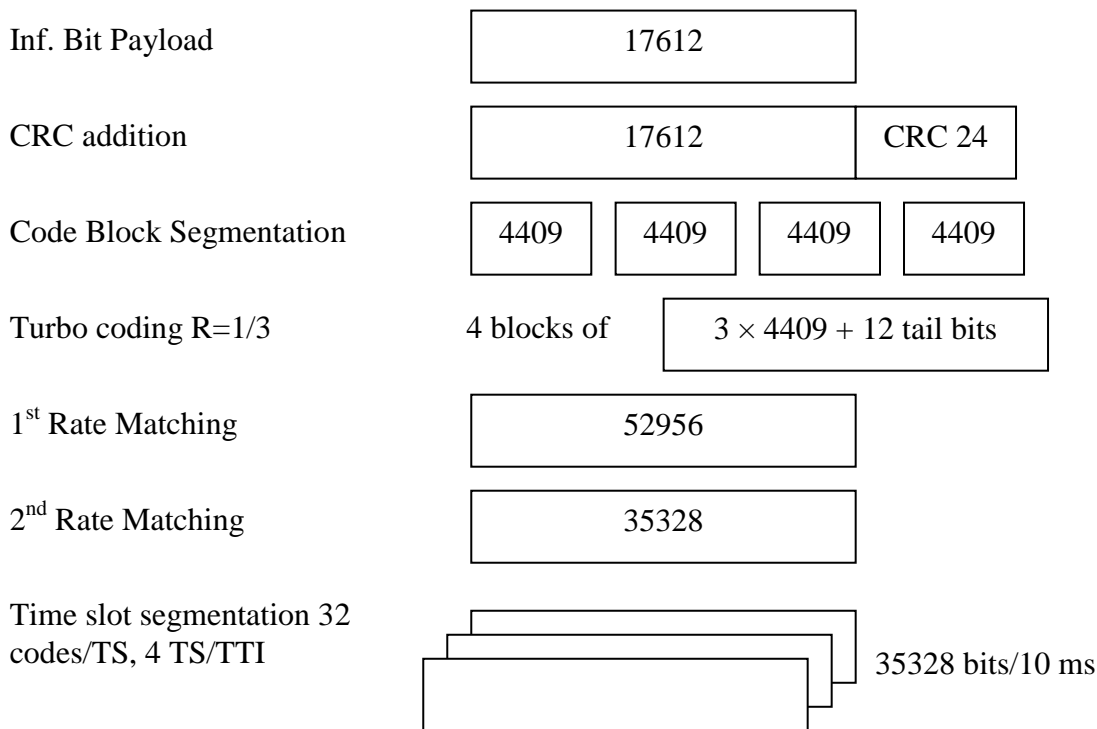 Inf. Bit Payload 17612
CRC addition 17612 CRC 24
Code Block Segmentation 4409 4409 4409 4409
Turbo coding R=1/3 4 blocks of 3 × 4409 + 12 tail bits
1st Rate Matching 52956
2nd Rate Matching 35328
Time slot segmentation 32
codes/TS, 4 TS/TTI
35328 bits/10 ms